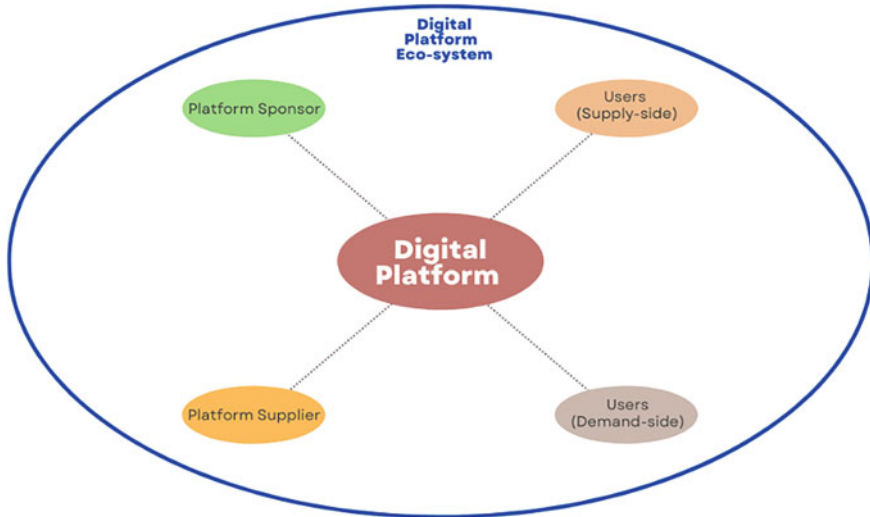 Digital
Platform
Eco-system
Platform Sponsor
Users
(Supply-side)
Digital
Platform
Platform Supplier
Users
(Demand-side)